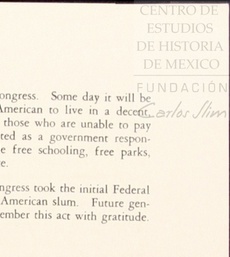 CENTRO DE
ESTUDIOS
DE HISTORIA
DE MEXICO
FUNDACIÓN
Carlos Slim
ongress. Some day it will be
American to live in a decent,
those who are unable to pay
ted as a government respon-
e free schooling, free parks,
e.
ngress took the initial Federal
American slum. Future gen-
ember this act with gratitude.